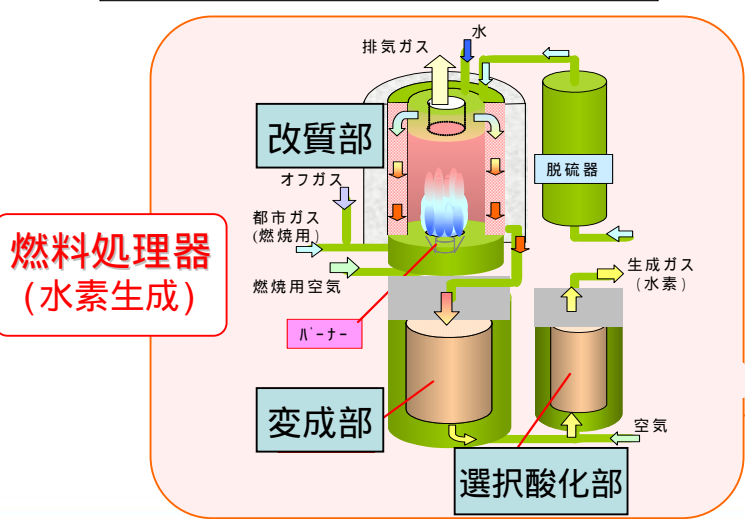 水
排気ガス
改質部
脱硫器
オフガス
都市ガス
(燃焼用)
燃料処理器
(水素生成)
生成ガス
(水素)
燃焼用空気
ﾊﾞｰﾅｰ
変成部
空気
選択酸化部